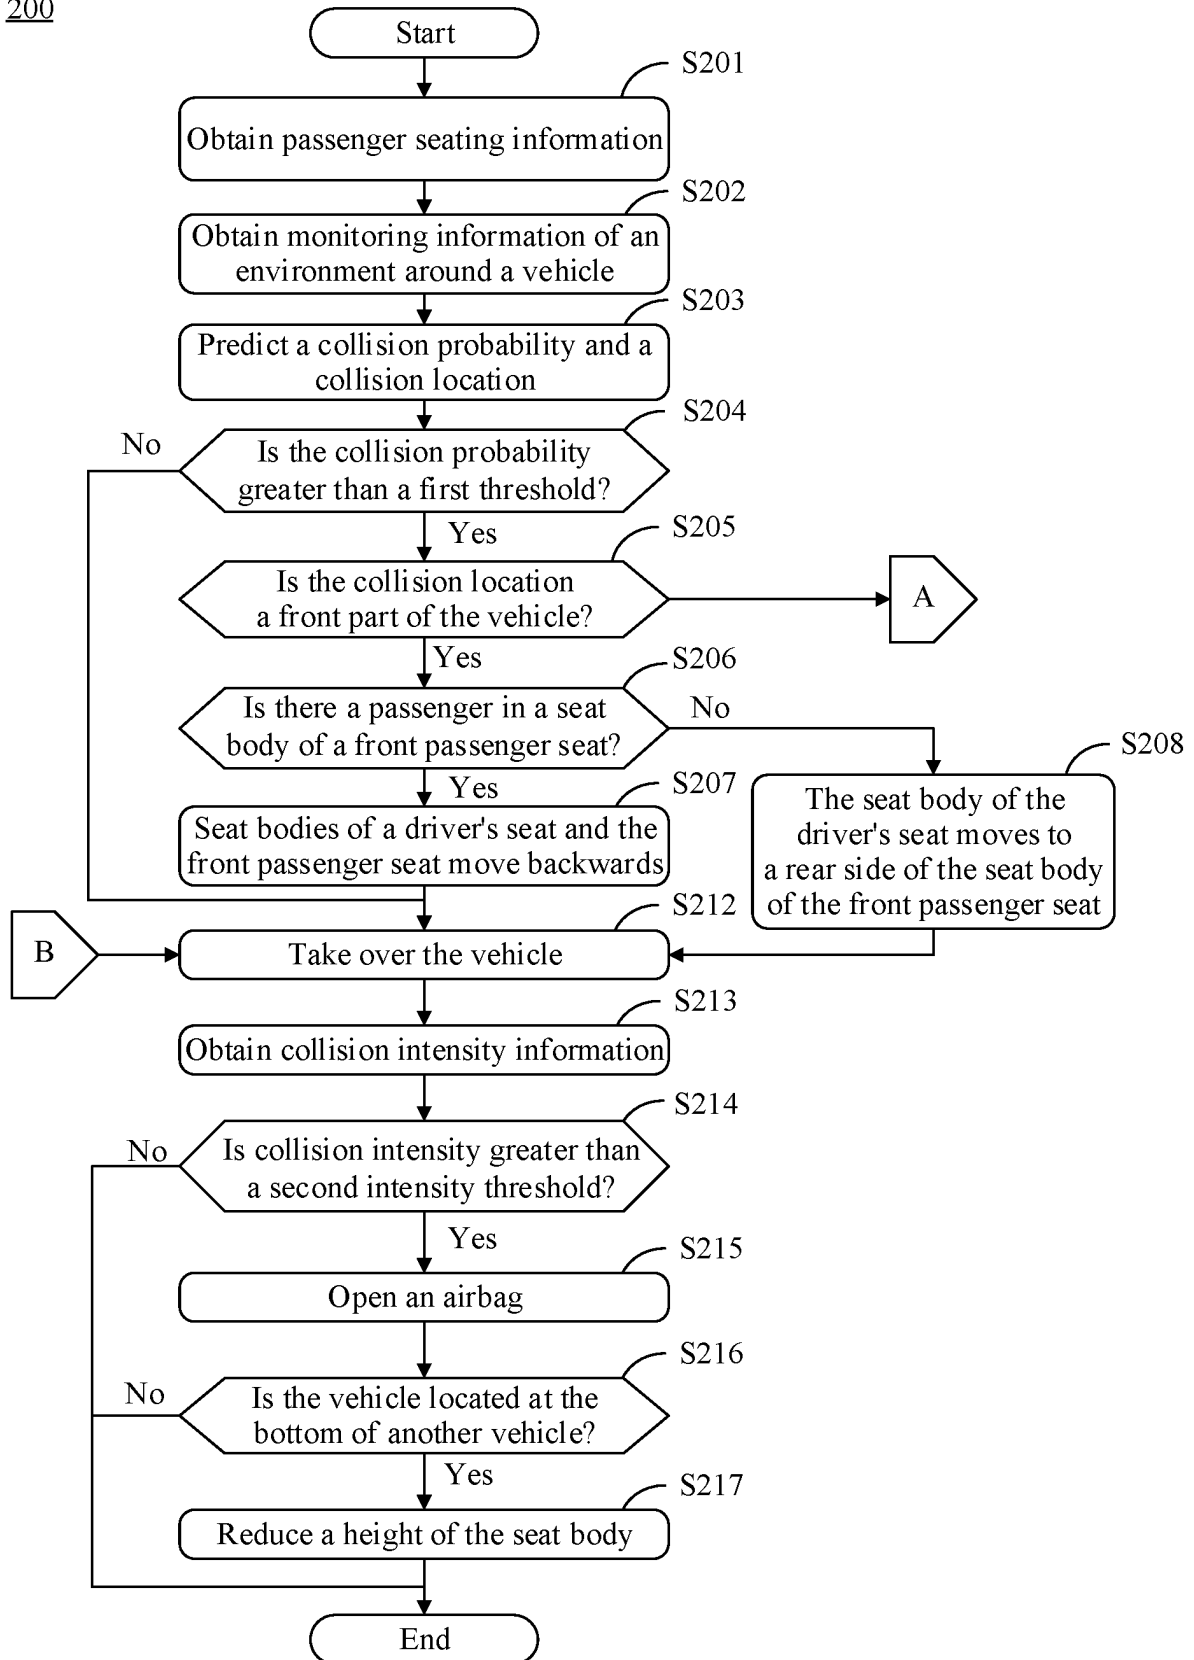 200
Start
S201
Obtain passenger seating information
S202
Obtain monitoring information of an
environment around a vehicle
S203
Predict a collision probability and a
collision location
S204
No
Is the collision probability
greater than a first threshold?
Yes
S205
Is the collision location
a front part of the vehicle?
A
Yes
S206
Is there a passenger in a seat
body of a front passenger seat?
No
Yes
S207
Seat bodies of a driver's seat and the
front passenger seat move backwards
S208
The seat body of the
driver's seat moves to
a rear side of the seat body
of the front passenger seat
S212
B
Take over the vehicle
S213
Obtain collision intensity information
S214
No
Is collision intensity greater than
a second intensity threshold?
Yes
S215
Open an airbag
S216
No
Is the vehicle located at the
bottom of another vehicle?
Yes
S217
Reduce a height of the seat body
End